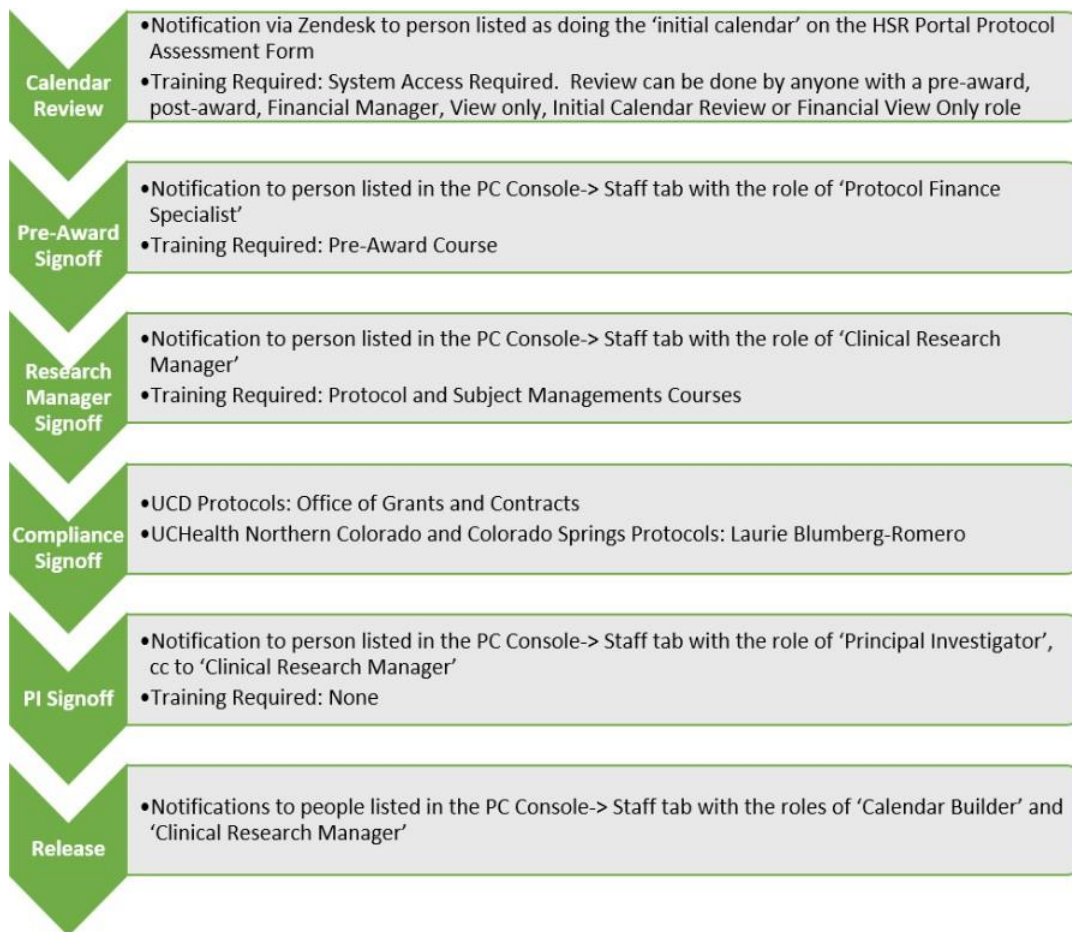 Calendar
Review
•Notification via Zendesk to person listed as doing the ‘initial calendar’ on the HSR Portal Protocol
Assessment Form
•Training Required: System Access Required.  Review can be done by anyone with a pre-award,
post-award, Financial Manager, View only, Initial Calendar Review or Financial View Only role
Pre-Award
Signoff
•Notification to person listed in the PC Console-> Staff tab with the role of ‘Protocol Finance
Specialist’
•Training Required: Pre-Award Course
Research
Manager
Signoff
•Notification to person listed in the PC Console-> Staff tab with the role of ‘Clinical Research
Manager’
•Training Required: Protocol and Subject Managements Courses
Compliance
Signoff
•UCD Protocols: Office of Grants and Contracts
•UCHealth Northern Colorado and Colorado Springs Protocols: Laurie Blumberg-Romero
PI Signoff
•Notification to person listed in the PC Console-> Staff tab with the role of ‘Principal Investigator’,
cc to ‘Clinical Research Manager’
•Training Required: None
Release
•Notifications to people listed in the PC Console-> Staff tab with the roles of ‘Calendar Builder’ and
‘Clinical Research Manager’